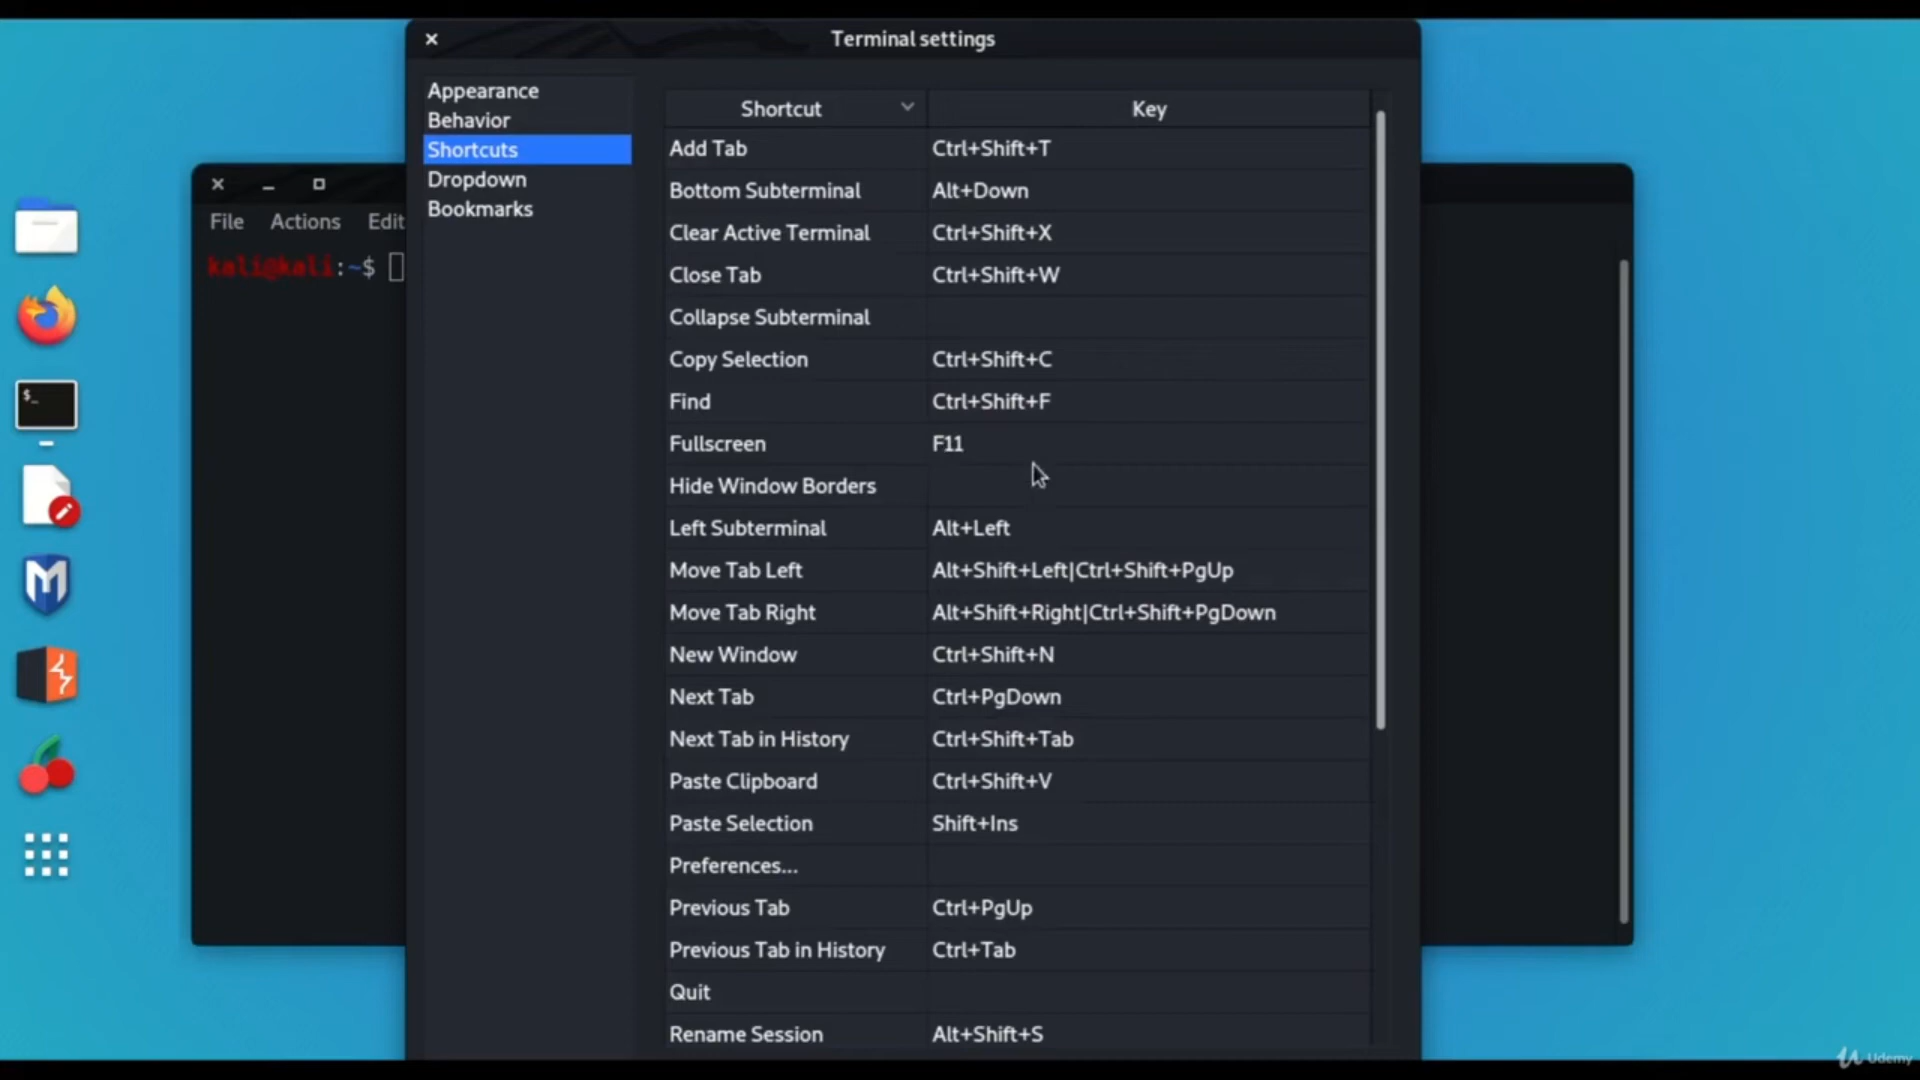 Terminal settings
Appearance
Behavior
Shortcuts
Dropdown
Bookmarks
File Actions Edit
kali@kali:~$
$_
Shortcut Key
Add Tab Ctrl+Shift+T
Bottom Subterminal Alt+Down
Clear Active Terminal Ctrl+Shift+X
Close Tab Ctrl+Shift+W
Collapse Subterminal
Copy Selection Ctrl+Shift+C
Find Ctrl+Shift+F
Fullscreen F11
Hide Window Borders
Left Subterminal Alt+Left
Move Tab Left Alt+Shift+Left|Ctrl+Shift+PgUp
Move Tab Right Alt+Shift+Right|Ctrl+Shift+PgDown
New Window Ctrl+Shift+N
Next Tab Ctrl+PgDown
Next Tab in History Ctrl+Shift+Tab
Paste Clipboard Ctrl+Shift+V
Paste Selection Shift+Ins
Preferences...
Previous Tab Ctrl+PgUp
Previous Tab in History Ctrl+Tab
Quit
Rename Session Alt+Shift+S
Udemy